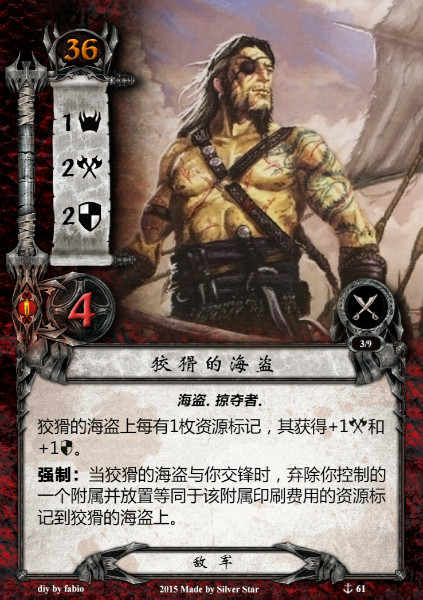 36
1
2
2
4
3/9
狡猾的海盗
海盗. 掠夺者.
狡猾的海盗上每有1枚资源标记，其获得+1和
+1。
强制：当狡猾的海盗与你交锋时，弃除你控制的
一个附属并放置等同于该附属印刷费用的资源标
记到狡猾的海盗上。
敌军
diy by fabio 2015 Made by Silver Star 61